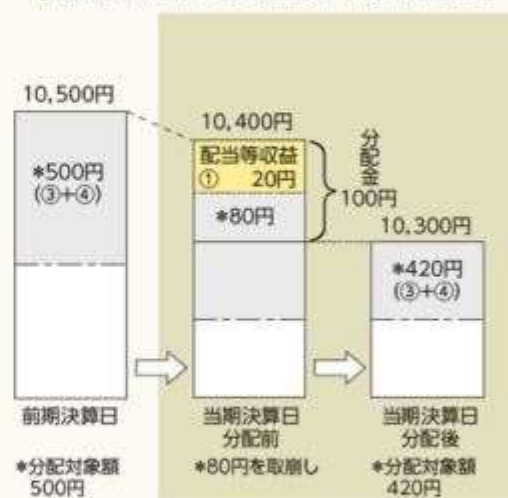 10,500円
*500円
(③+④)
10,400円
配当等収益
① 20円
*80円
分配金
100円
10,300円
*420円
(③+④)
前期決算日
当期決算日
分配前
当期決算日
分配後
*分配対象額
500円
*80円を取崩し
*分配対象額
420円